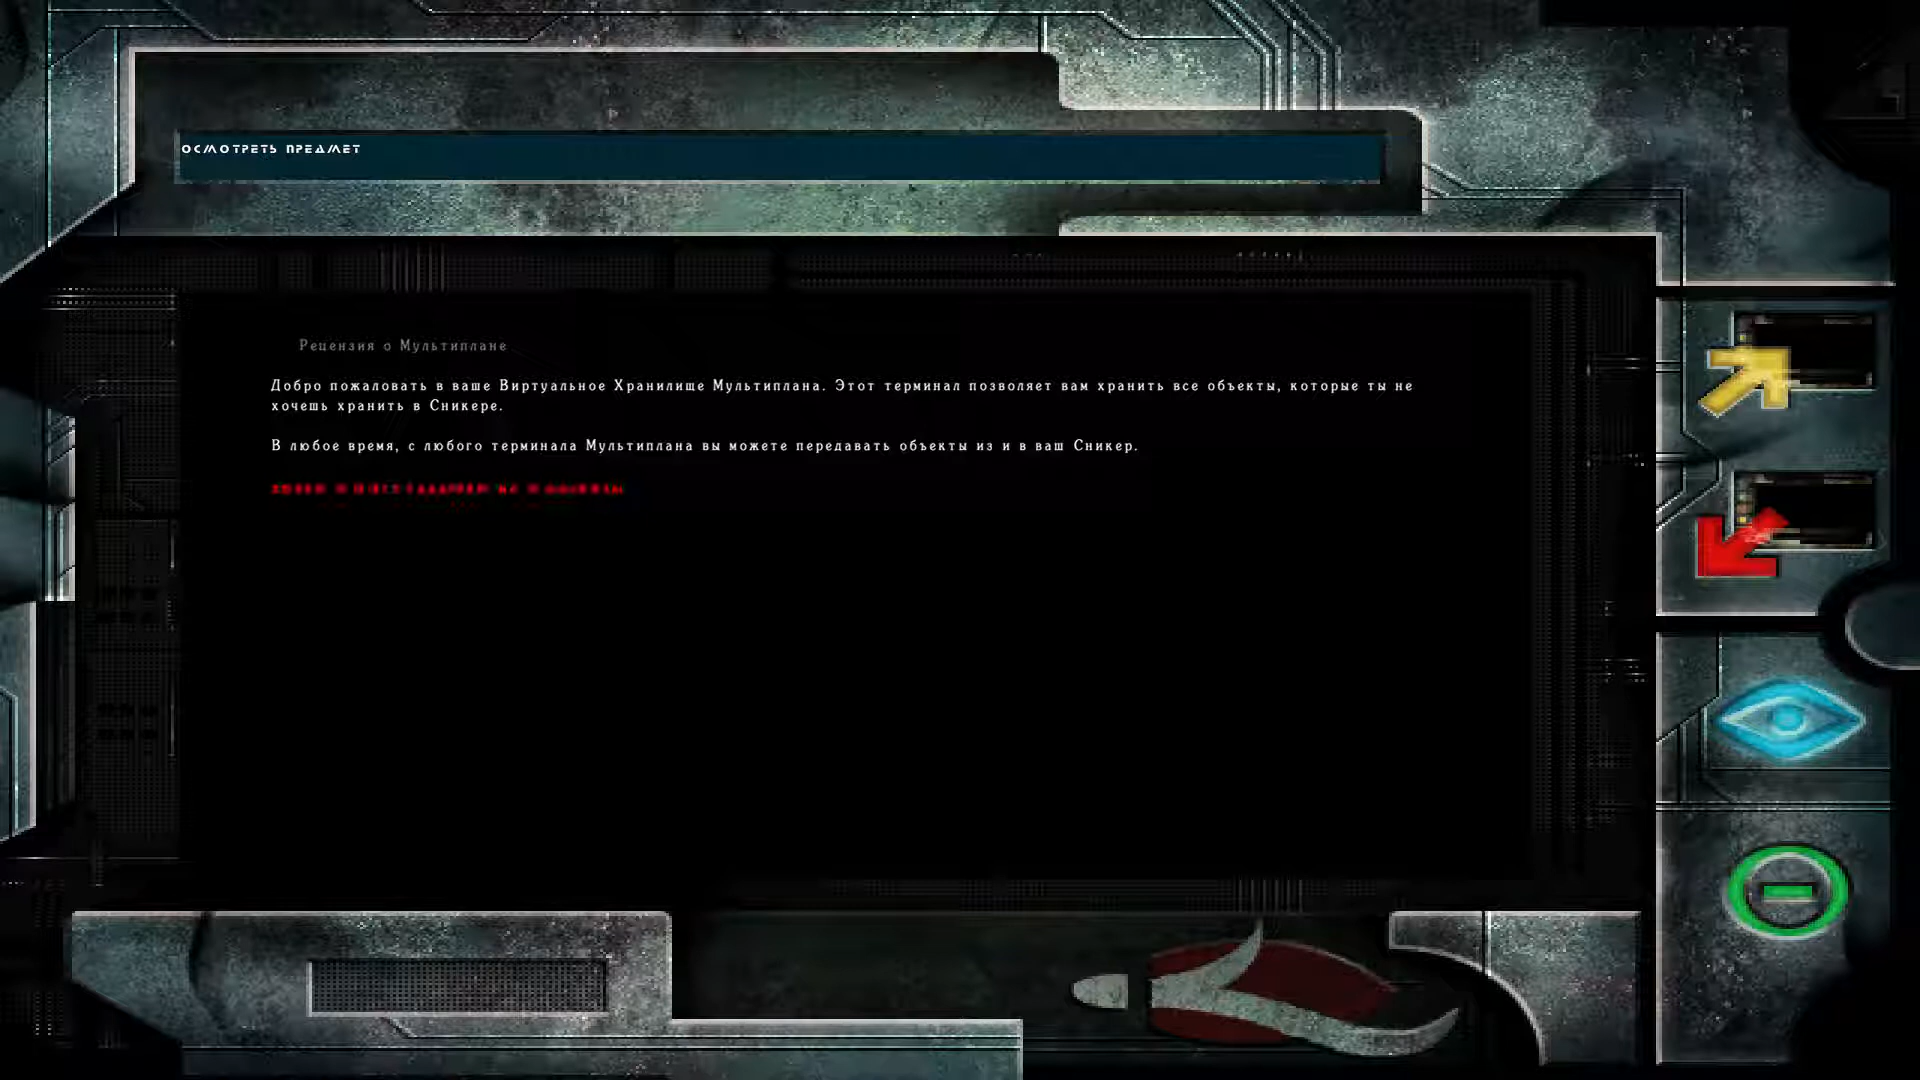 ОСМОТРЕТЬ ПРЕДМЕТ
Рецензия о Мультиплане
Добро пожаловать в ваше Виртуальное Хранилище Мультиплана. Этот терминал позволяет вам хранить все объекты, которые ты не
хочешь хранить в Сникере.
В любое время, с любого терминала Мультиплана вы можете передавать объекты из и в ваш Сникер.